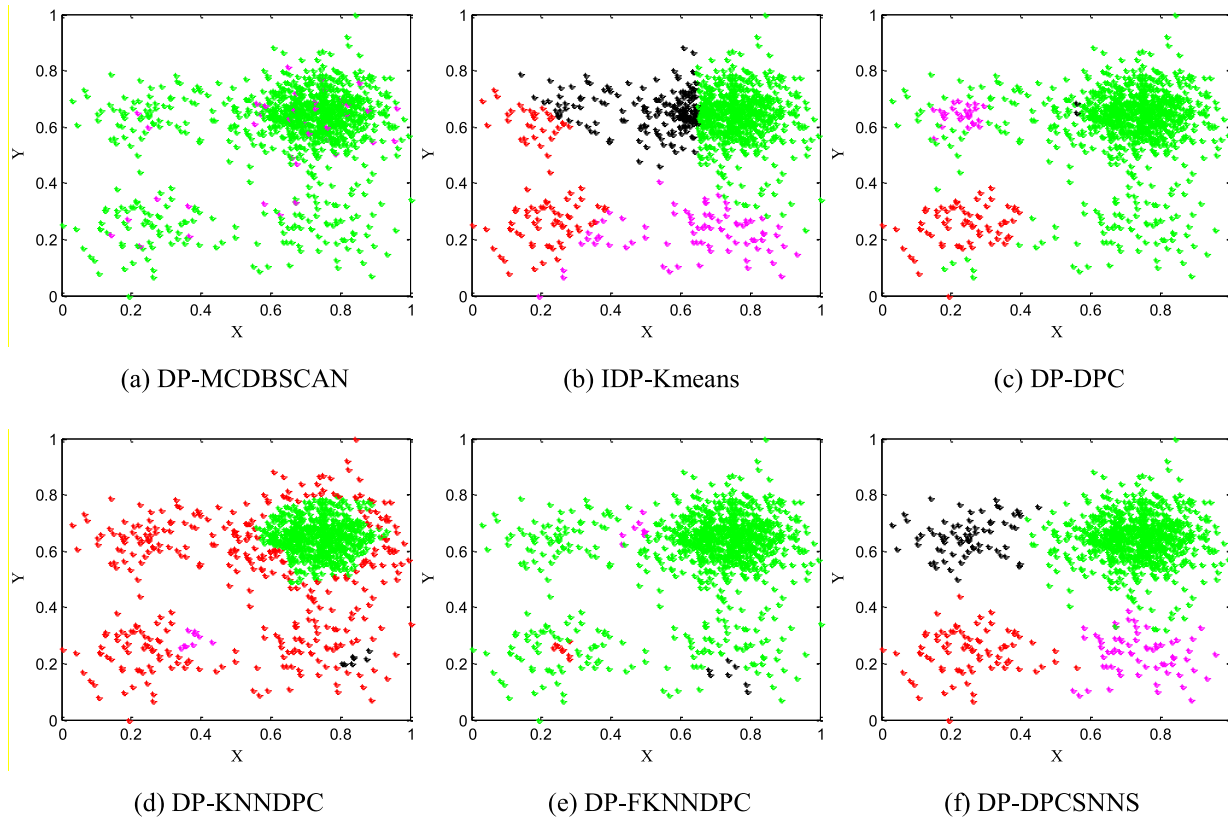 1
0.8
0.6
Y
0.4
0.2
0
0 0.2 0.4 0.6 0.8 1
X
(a) DP-MCDBSCAN
1
0.8
0.6
Y
0.4
0.2
0
0 0.2 0.4 0.6 0.8 1
X
(b) IDP-Kmeans
1
0.8
0.6
Y
0.4
0.2
0
0 0.2 0.4 0.6 0.8
X
(c) DP-DPC
1
0.8
0.6
Y
0.4
0.2
0
0 0.2 0.4 0.6 0.8 1
X
(d) DP-KNNDPC
1
0.8
0.6
Y
0.4
0.2
0
0 0.2 0.4 0.6 0.8 1
X
(e) DP-FKNNDPC
1
0.8
0.6
Y
0.4
0.2
0
0 0.2 0.4 0.6 0.8
X
(f) DP-DPCSNNS